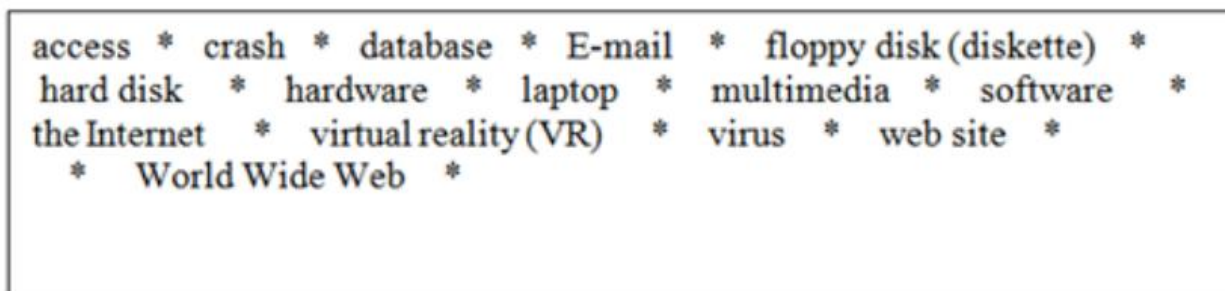 access * crash * database * E-mail * floppy disk (diskette) *
hard disk * hardware * laptop * multimedia * software *
the Internet * virtual reality (VR) * virus * web site *
* World Wide Web *